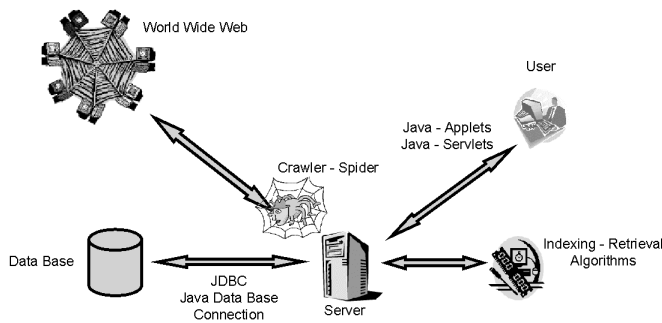 World Wide Web
User
Java - Applets
Java - Servlets
Crawler - Spider
Data Base
JDBC
Java Data Base
Connection
Server
Indexing - Retrieval
Algorithms